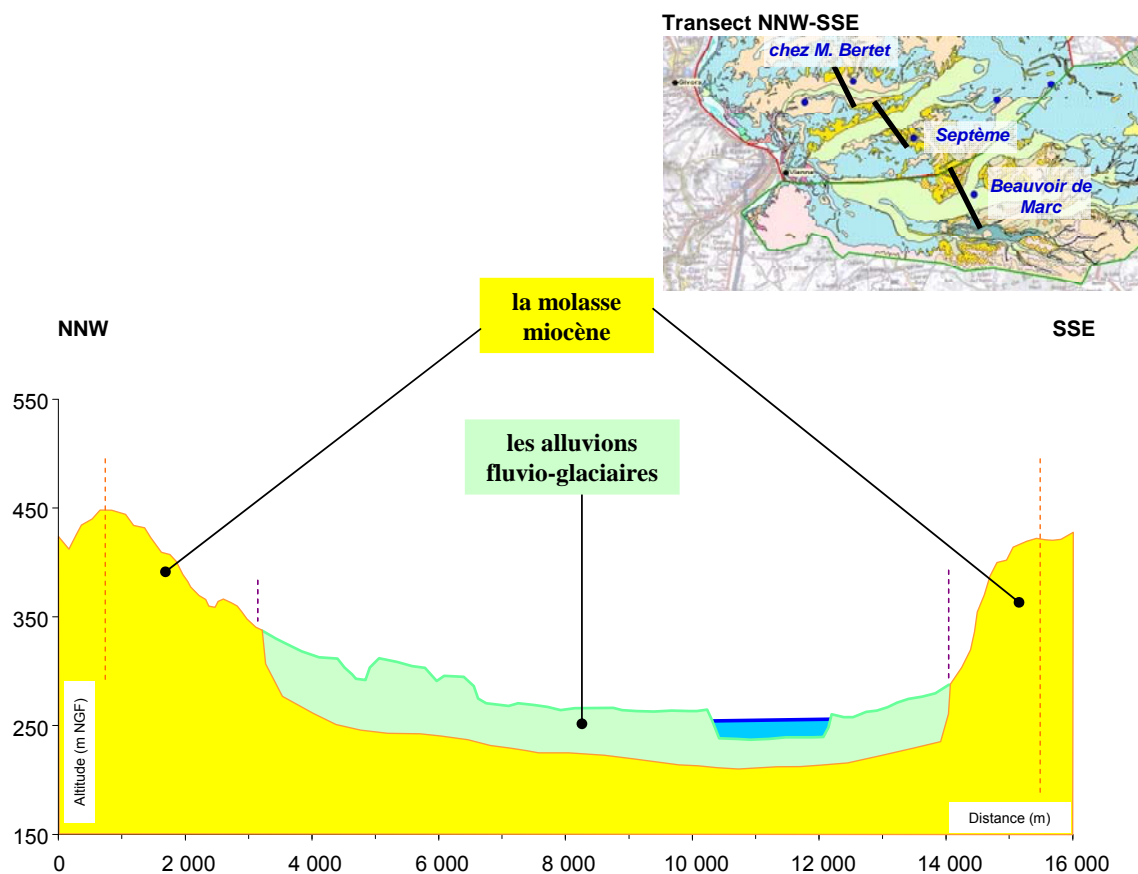 Transect NNW-SSE
chez M. Bertet
Givors
Septème
Vienne
Beauvoir de
Marc
la molasse
miocène
NNW
SSE
les alluvions
fluvio-glaciaires
550
450
350
250
150
Altitude (m NGF)
Distance (m)
0
2 000
4 000
6 000
8 000
10 000
12 000
14 000
16 000